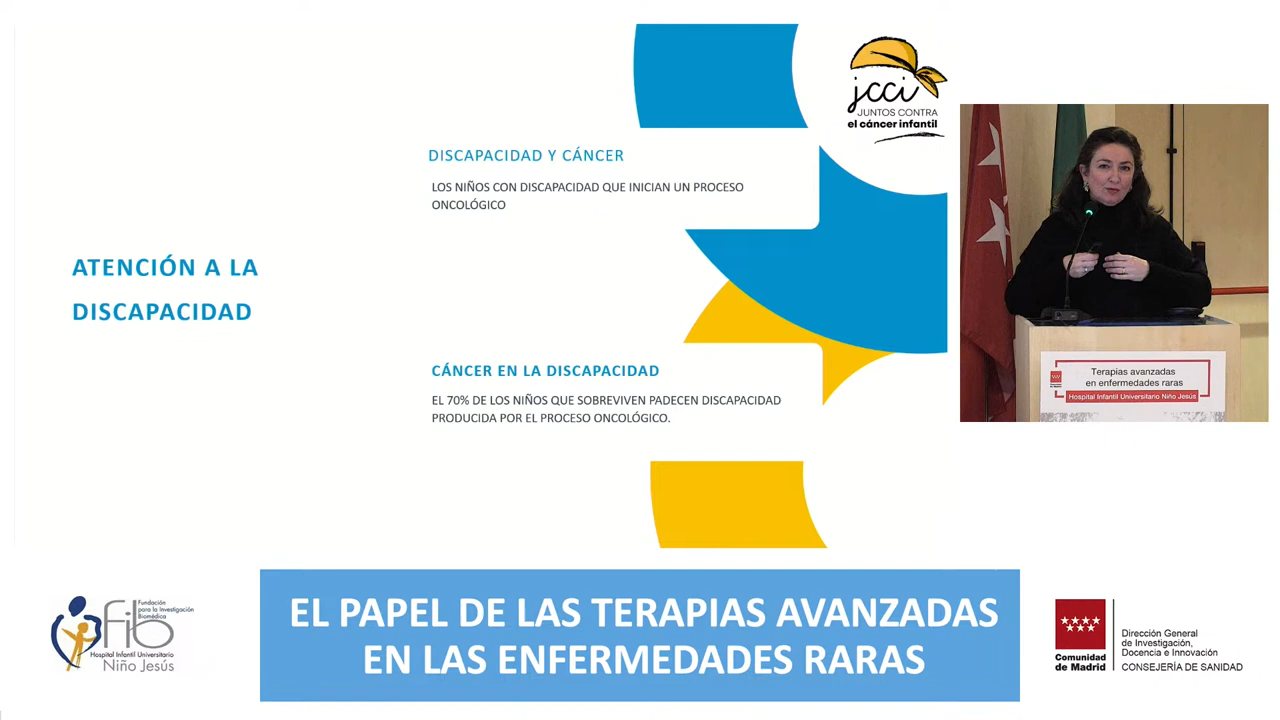 jcci
JUNTOS CONTRA
el cáncer infantil
DISCAPACIDAD Y CÁNCER
LOS NIÑOS CON DISCAPACIDAD QUE INICIAN UN PROCESO
ONCOLÓGICO
ATENCIÓN A LA
DISCAPACIDAD
CÁNCER EN LA DISCAPACIDAD
EL 70% DE LOS NIÑOS QUE SOBREVIVEN PADECEN DISCAPACIDAD
PRODUCIDA POR EL PROCESO ONCOLÓGICO.
Terapias avanzadas
en enfermedades raras
Hospital Infantil Universitario Niño Jesús
fib
Fundación
para la Investigación
Biomédica
Hospital Infantil Universitario
Niño Jesús
EL PAPEL DE LAS TERAPIAS AVANZADAS
EN LAS ENFERMEDADES RARAS
Comunidad
de Madrid
Dirección General
de Investigación,
Docencia e Innovación
CONSEJERÍA DE SANIDAD